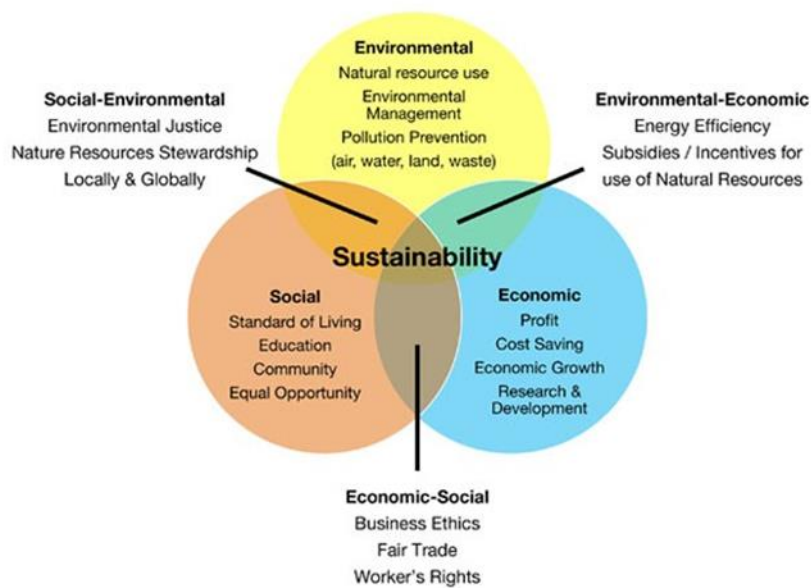 Environmental
Natural resource use
Environmental
Management
Pollution Prevention
(air, water, land, waste)
Social-Environmental
Environmental Justice
Nature Resources Stewardship
Locally & Globally
Environmental-Economic
Energy Efficiency
Subsidies / Incentives for
use of Natural Resources
Sustainability
Social
Standard of Living
Education
Community
Equal Opportunity
Economic
Profit
Cost Saving
Economic Growth
Research &
Development
Economic-Social
Business Ethics
Fair Trade
Worker's Rights